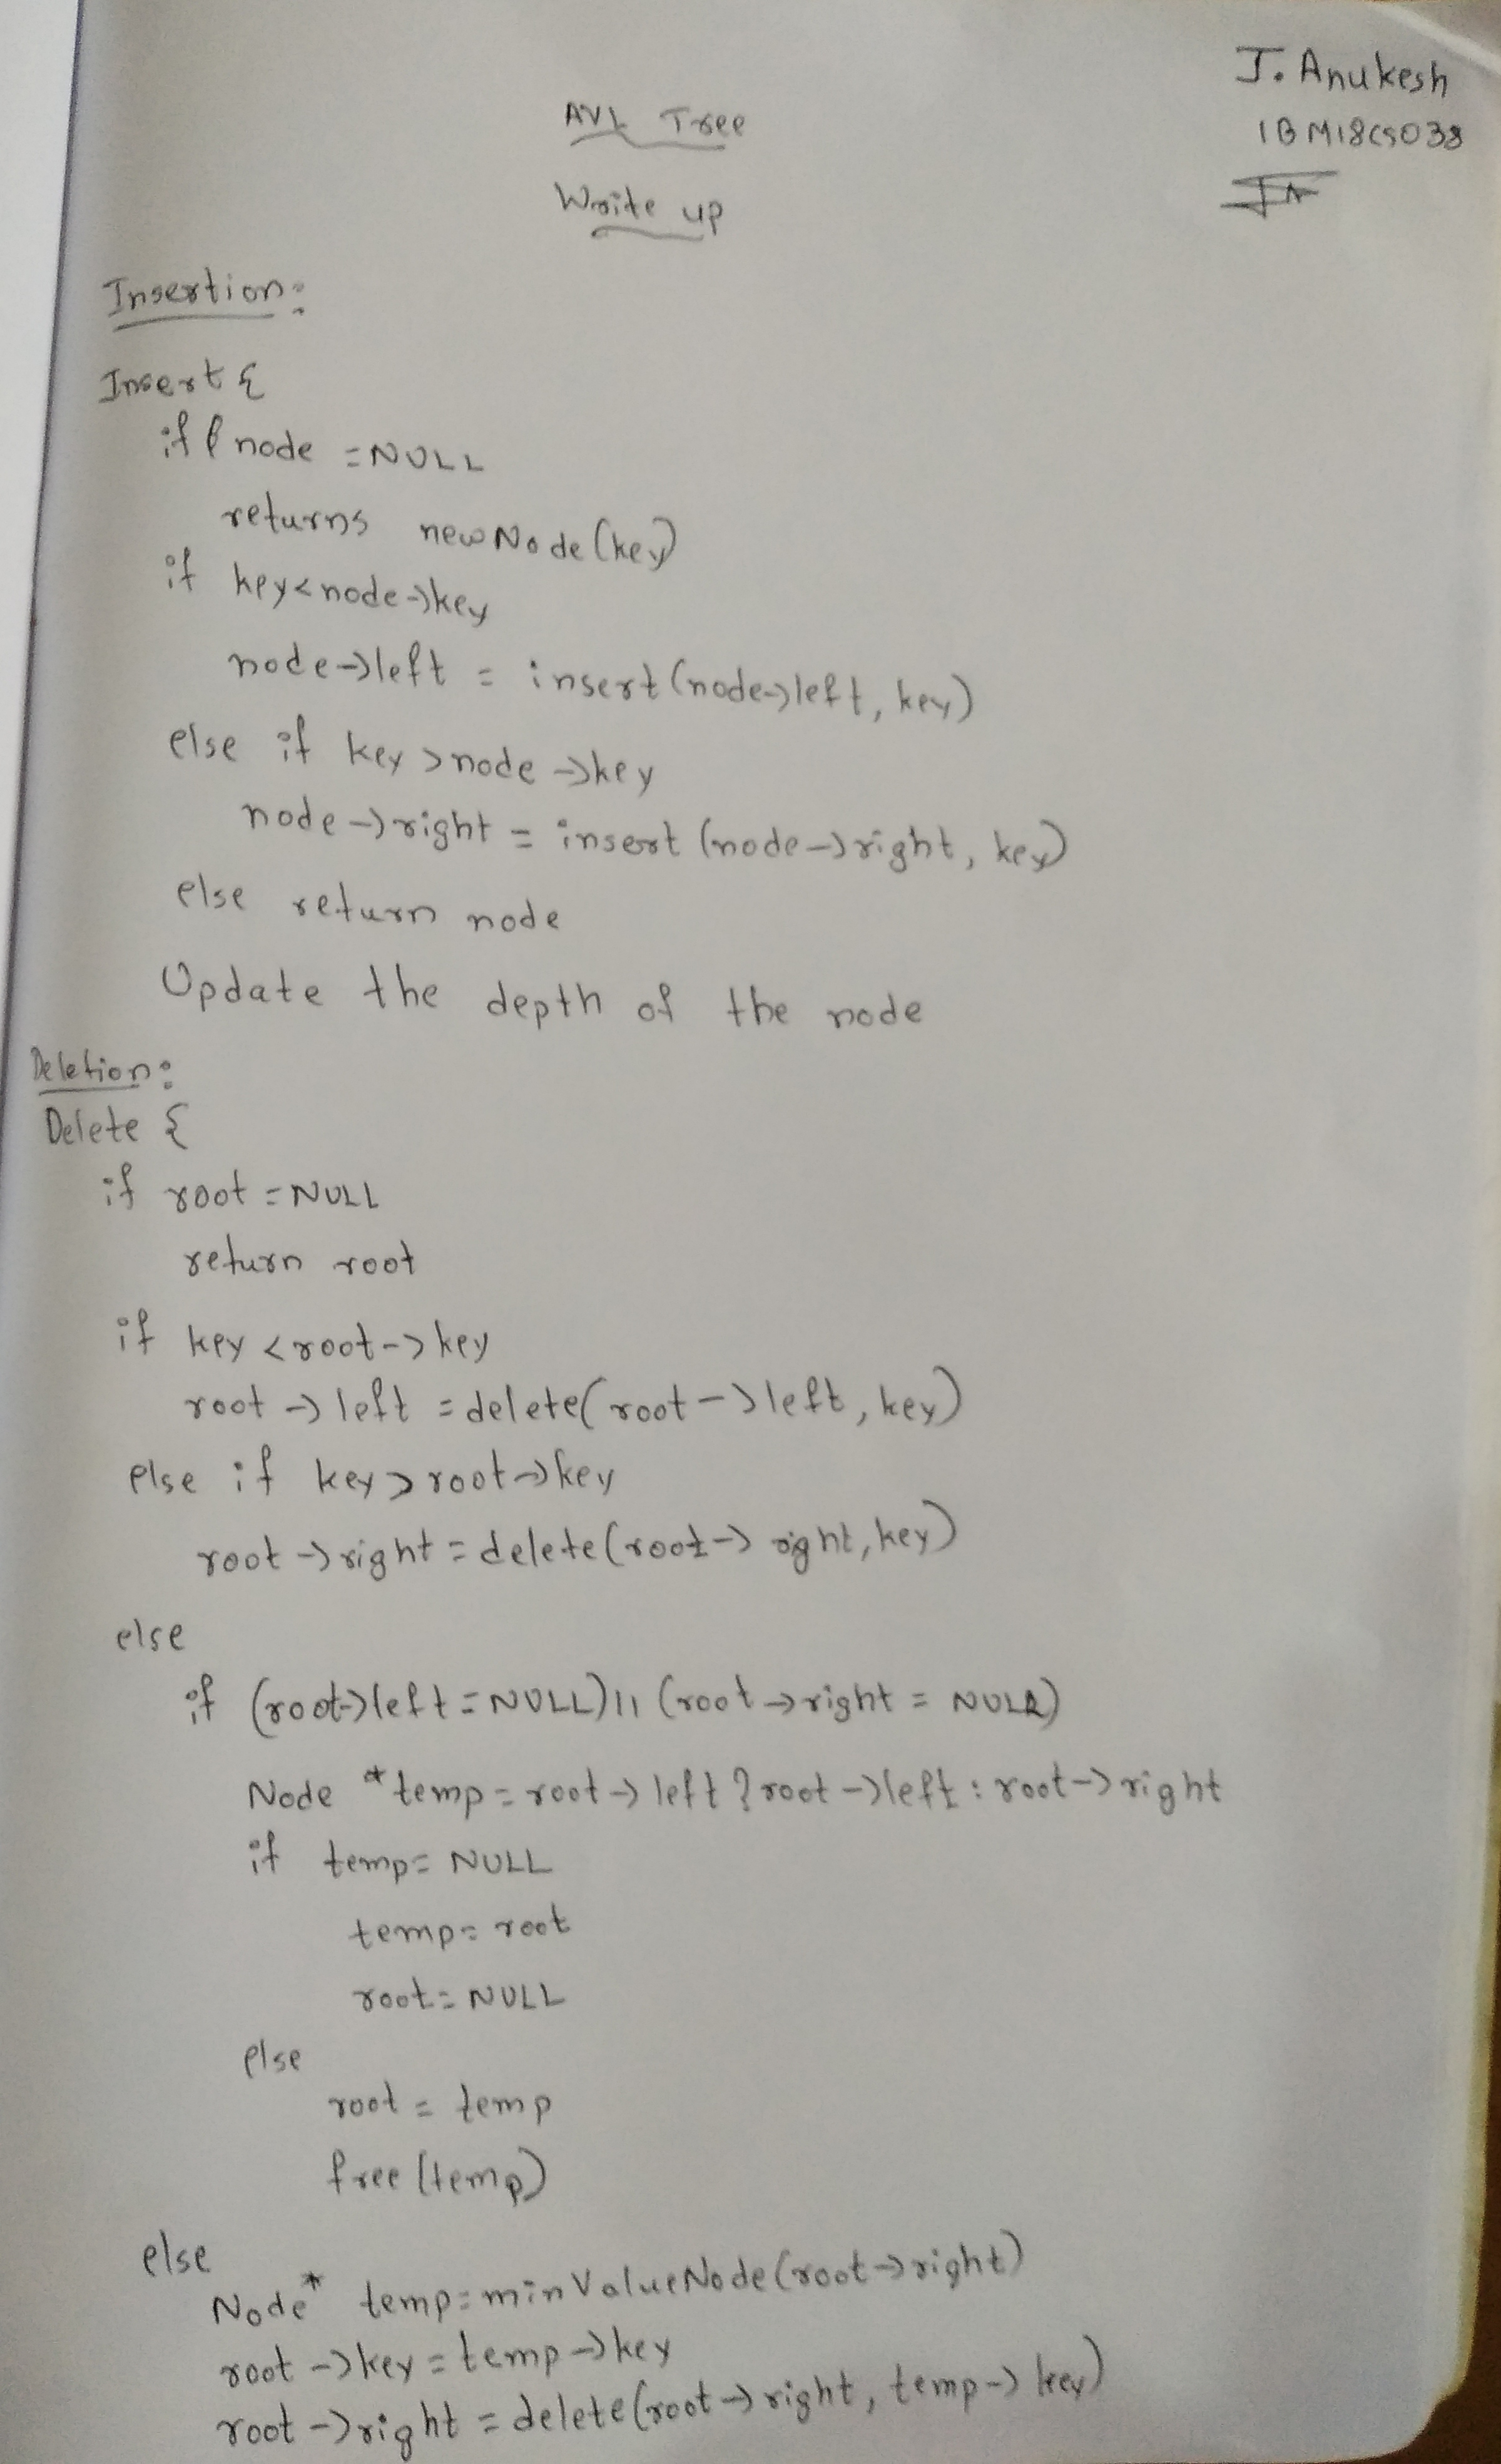 J. Anukesh
1BM18CS038
AVL Tree
Write up
Insertion:
Insert {
if node = NULL
returns newNode(key)
if key<node->key
node->left = insert(node->left, key)
else if key >node ->key
node->right = insert (node->right, key)
else return node
Update the depth of the node
Deletion:
Delete {
if root = NULL
return root
if key <root-> key
root -> left = delete(root->left, key)
else if key > root->key
root ->right = delete(root-> right, key)
else
if (root->left = NULL) || (root ->right = NULL)
Node *temp = root -> left ? root ->left : root->right
if temp = NULL
temp = root
root = NULL
else
root = temp
free (temp)
else
Node* temp = minValueNode(root->right)
root ->key = temp ->key
root ->right = delete(root->right, temp-> key)